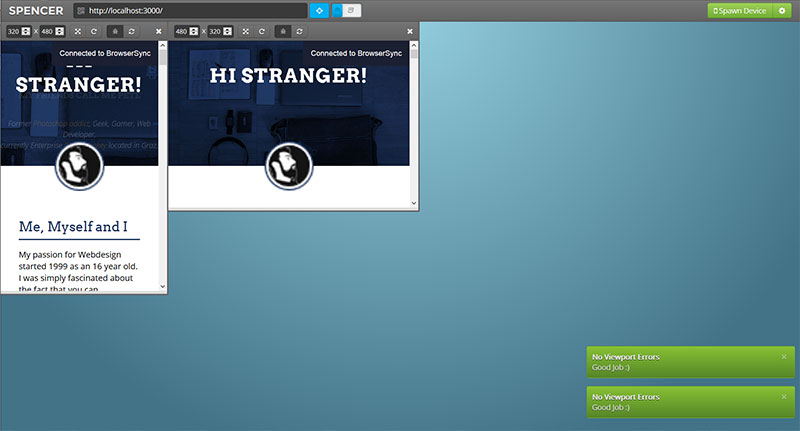 SPENCER
http://localhost:3000/
Spawn Device
320
480
480
320
Connected to BrowserSync
STRANGER!
Former Photoshop addict, Geek, Gamer, Web
Developer.
currently Enterprise located in Graz,
Me, Myself and I
My passion for Webdesign
started 1999 as an 16 year old.
I was simply fascinated about
the fact that you can
Connected to BrowserSync
HI STRANGER!
No Viewport Errors
Good job :)
No Viewport Errors
Good job :)